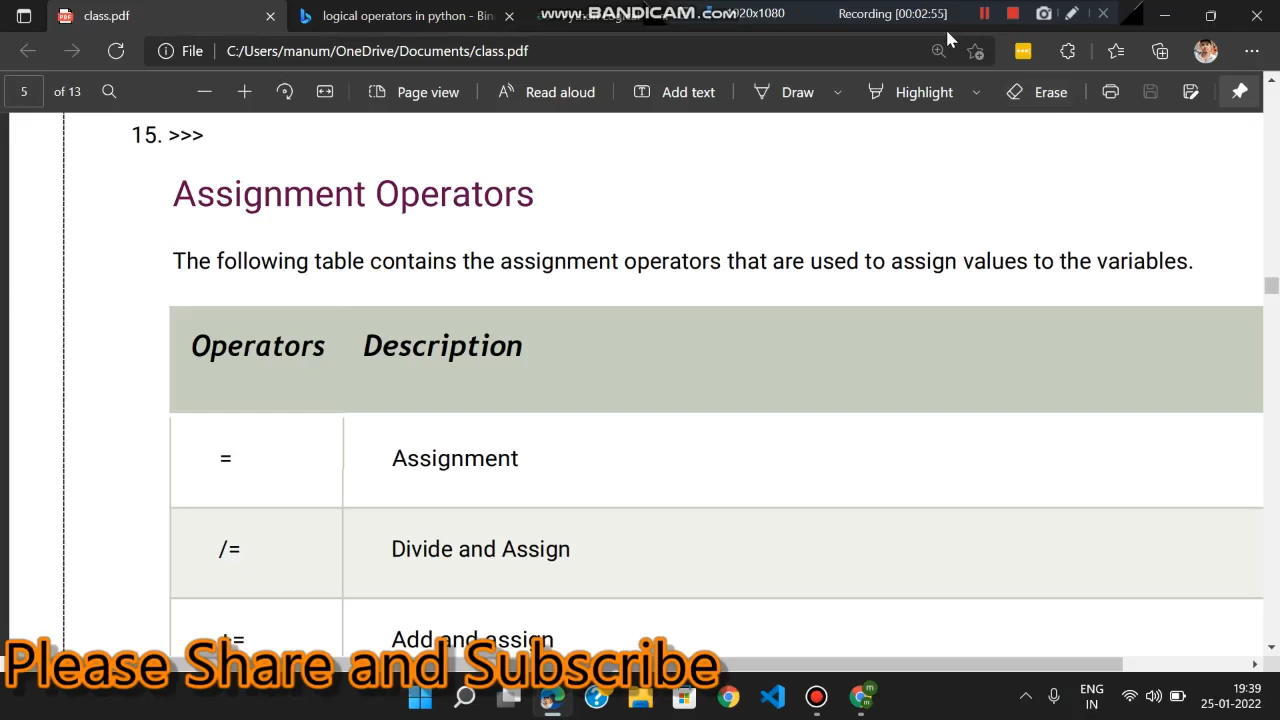 class.pdf
logical operators in python - Bin
www.BANDICAM.com
1020x1080
Recording [00:02:55]
File
C:/Users/manum/OneDrive/Documents/class.pdf
5 of 13
Page view
Read aloud
Add text
Draw
Highlight
Erase
15. >>>
Assignment Operators
The following table contains the assignment operators that are used to assign values to the variables.
Operators Description
= Assignment
/= Divide and Assign
+= Add and assign
Please Share and Subscribe
ENG
IN
19:39
25-01-2022